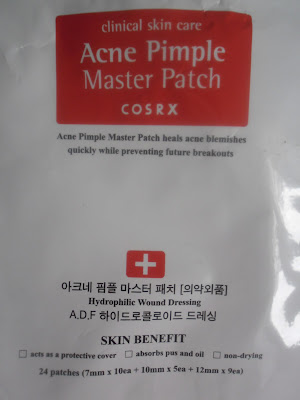 clinical skin care
Acne Pimple
Master Patch
COSRX
Acne Pimple Master Patch heals acne blemishes
quickly while preventing future breakouts
아크네 핌플 마스터 패치 [의약외품]
Hydrophilic Wound Dressing
A.D.F 하이드로콜로이드 드레싱
SKIN BENEFIT
acts as a protective cover absorbs pus and oil non-drying
24 patches (7mm x 10ea + 10mm x 5ea + 12mm x 9ea)